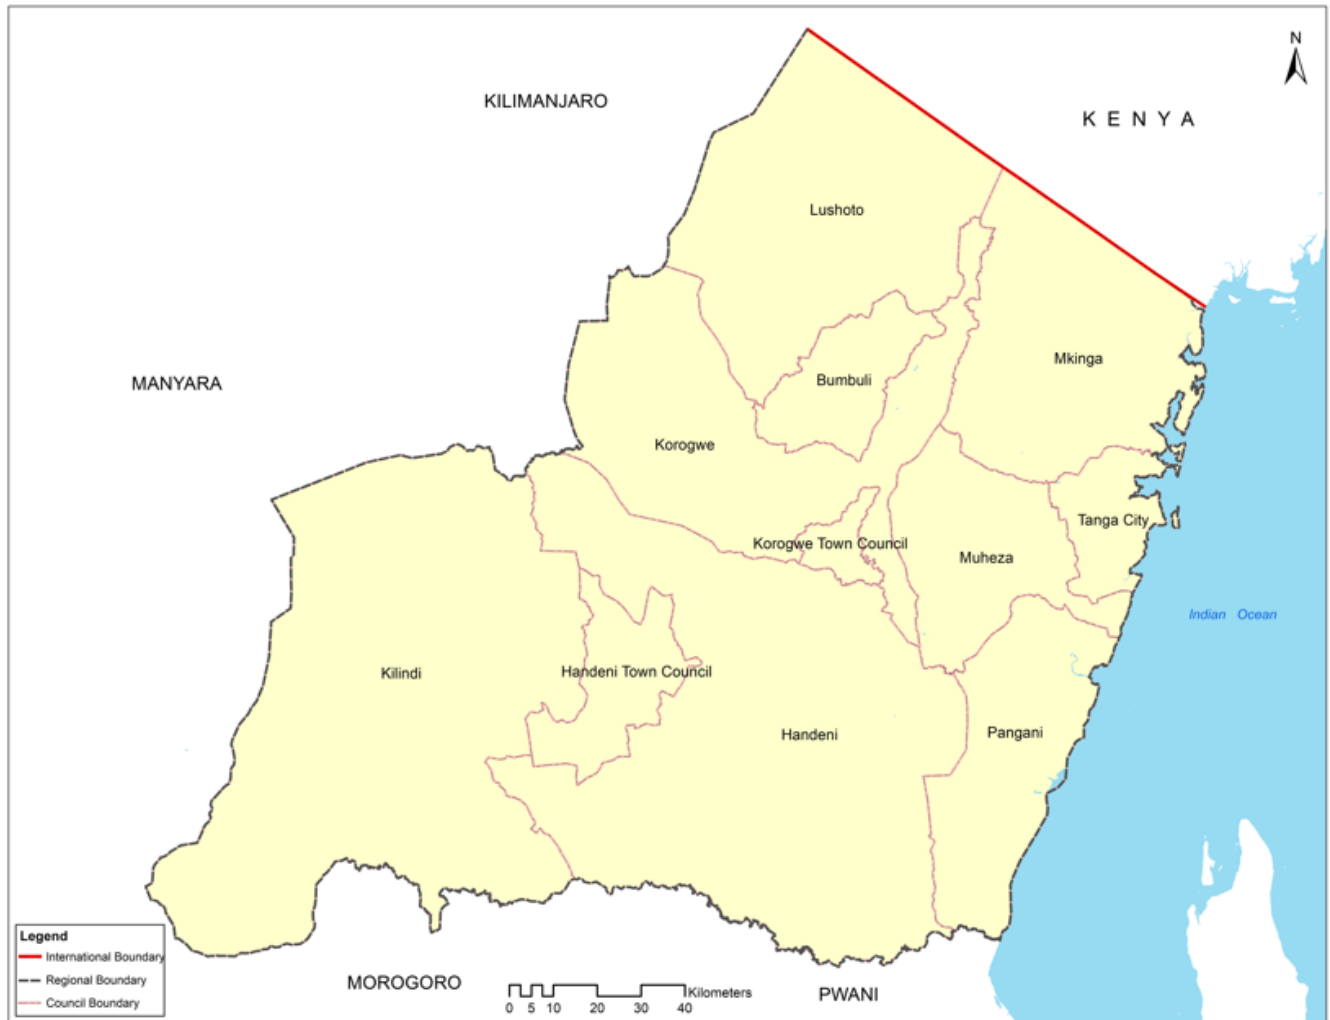 N
KILIMANJARO
K E N Y A
Lushoto
Mkinga
MANYARA
Bumbuli
Korogwe
Tanga City
Korogwe Town Council
Muheza
Indian Ocean
Kilindi
Handeni Town Council
Handeni
Pangani
Legend
International Boundary
Regional Boundary
Council Boundary
MOROGORO
Kilometers
0 5 10 20 30 40
PWANI